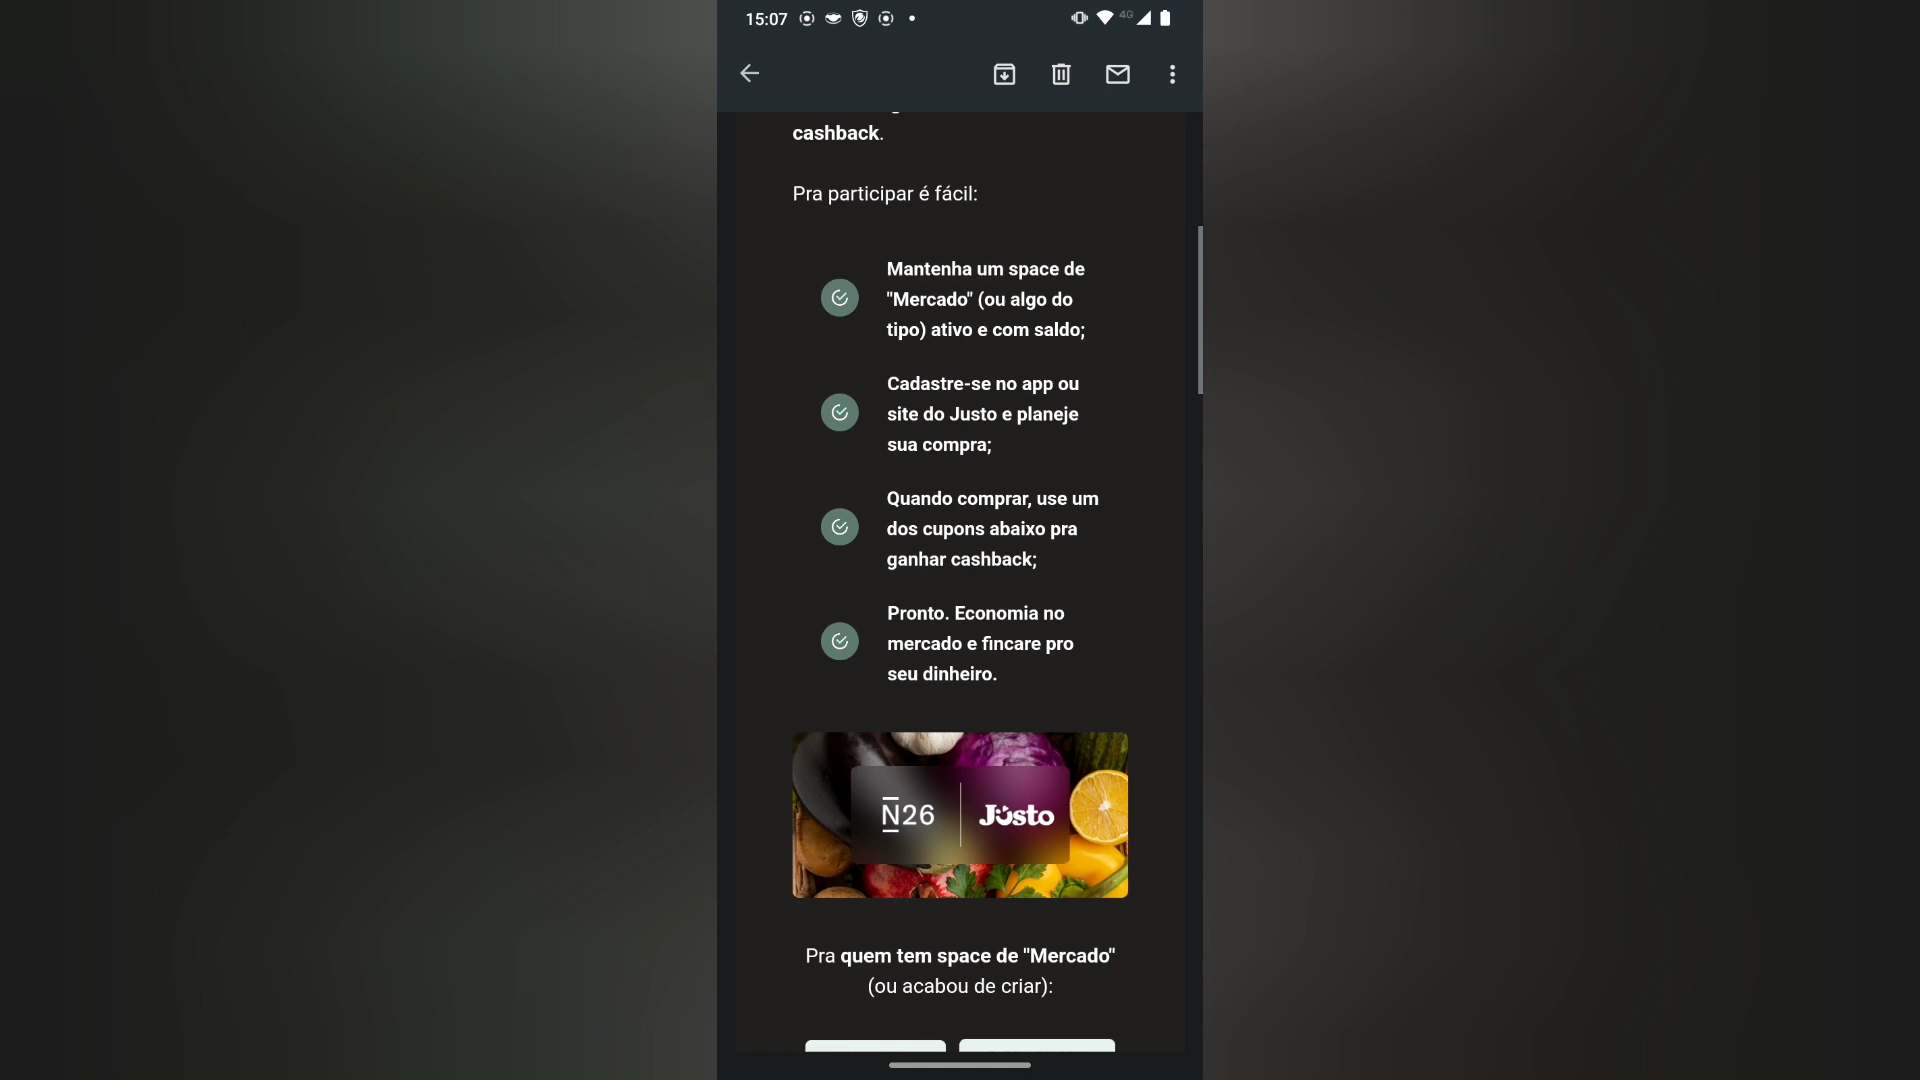 15:07
4G
cashback.
Pra participar é fácil:
Mantenha um space de
"Mercado" (ou algo do
tipo) ativo e com saldo;
Cadastre-se no app ou
site do Justo e planeje
sua compra;
Quando comprar, use um
dos cupons abaixo pra
ganhar cashback;
Pronto. Economia no
mercado e fincare pro
seu dinheiro.
N26 Jüsto
Pra quem tem space de "Mercado"
(ou acabou de criar):